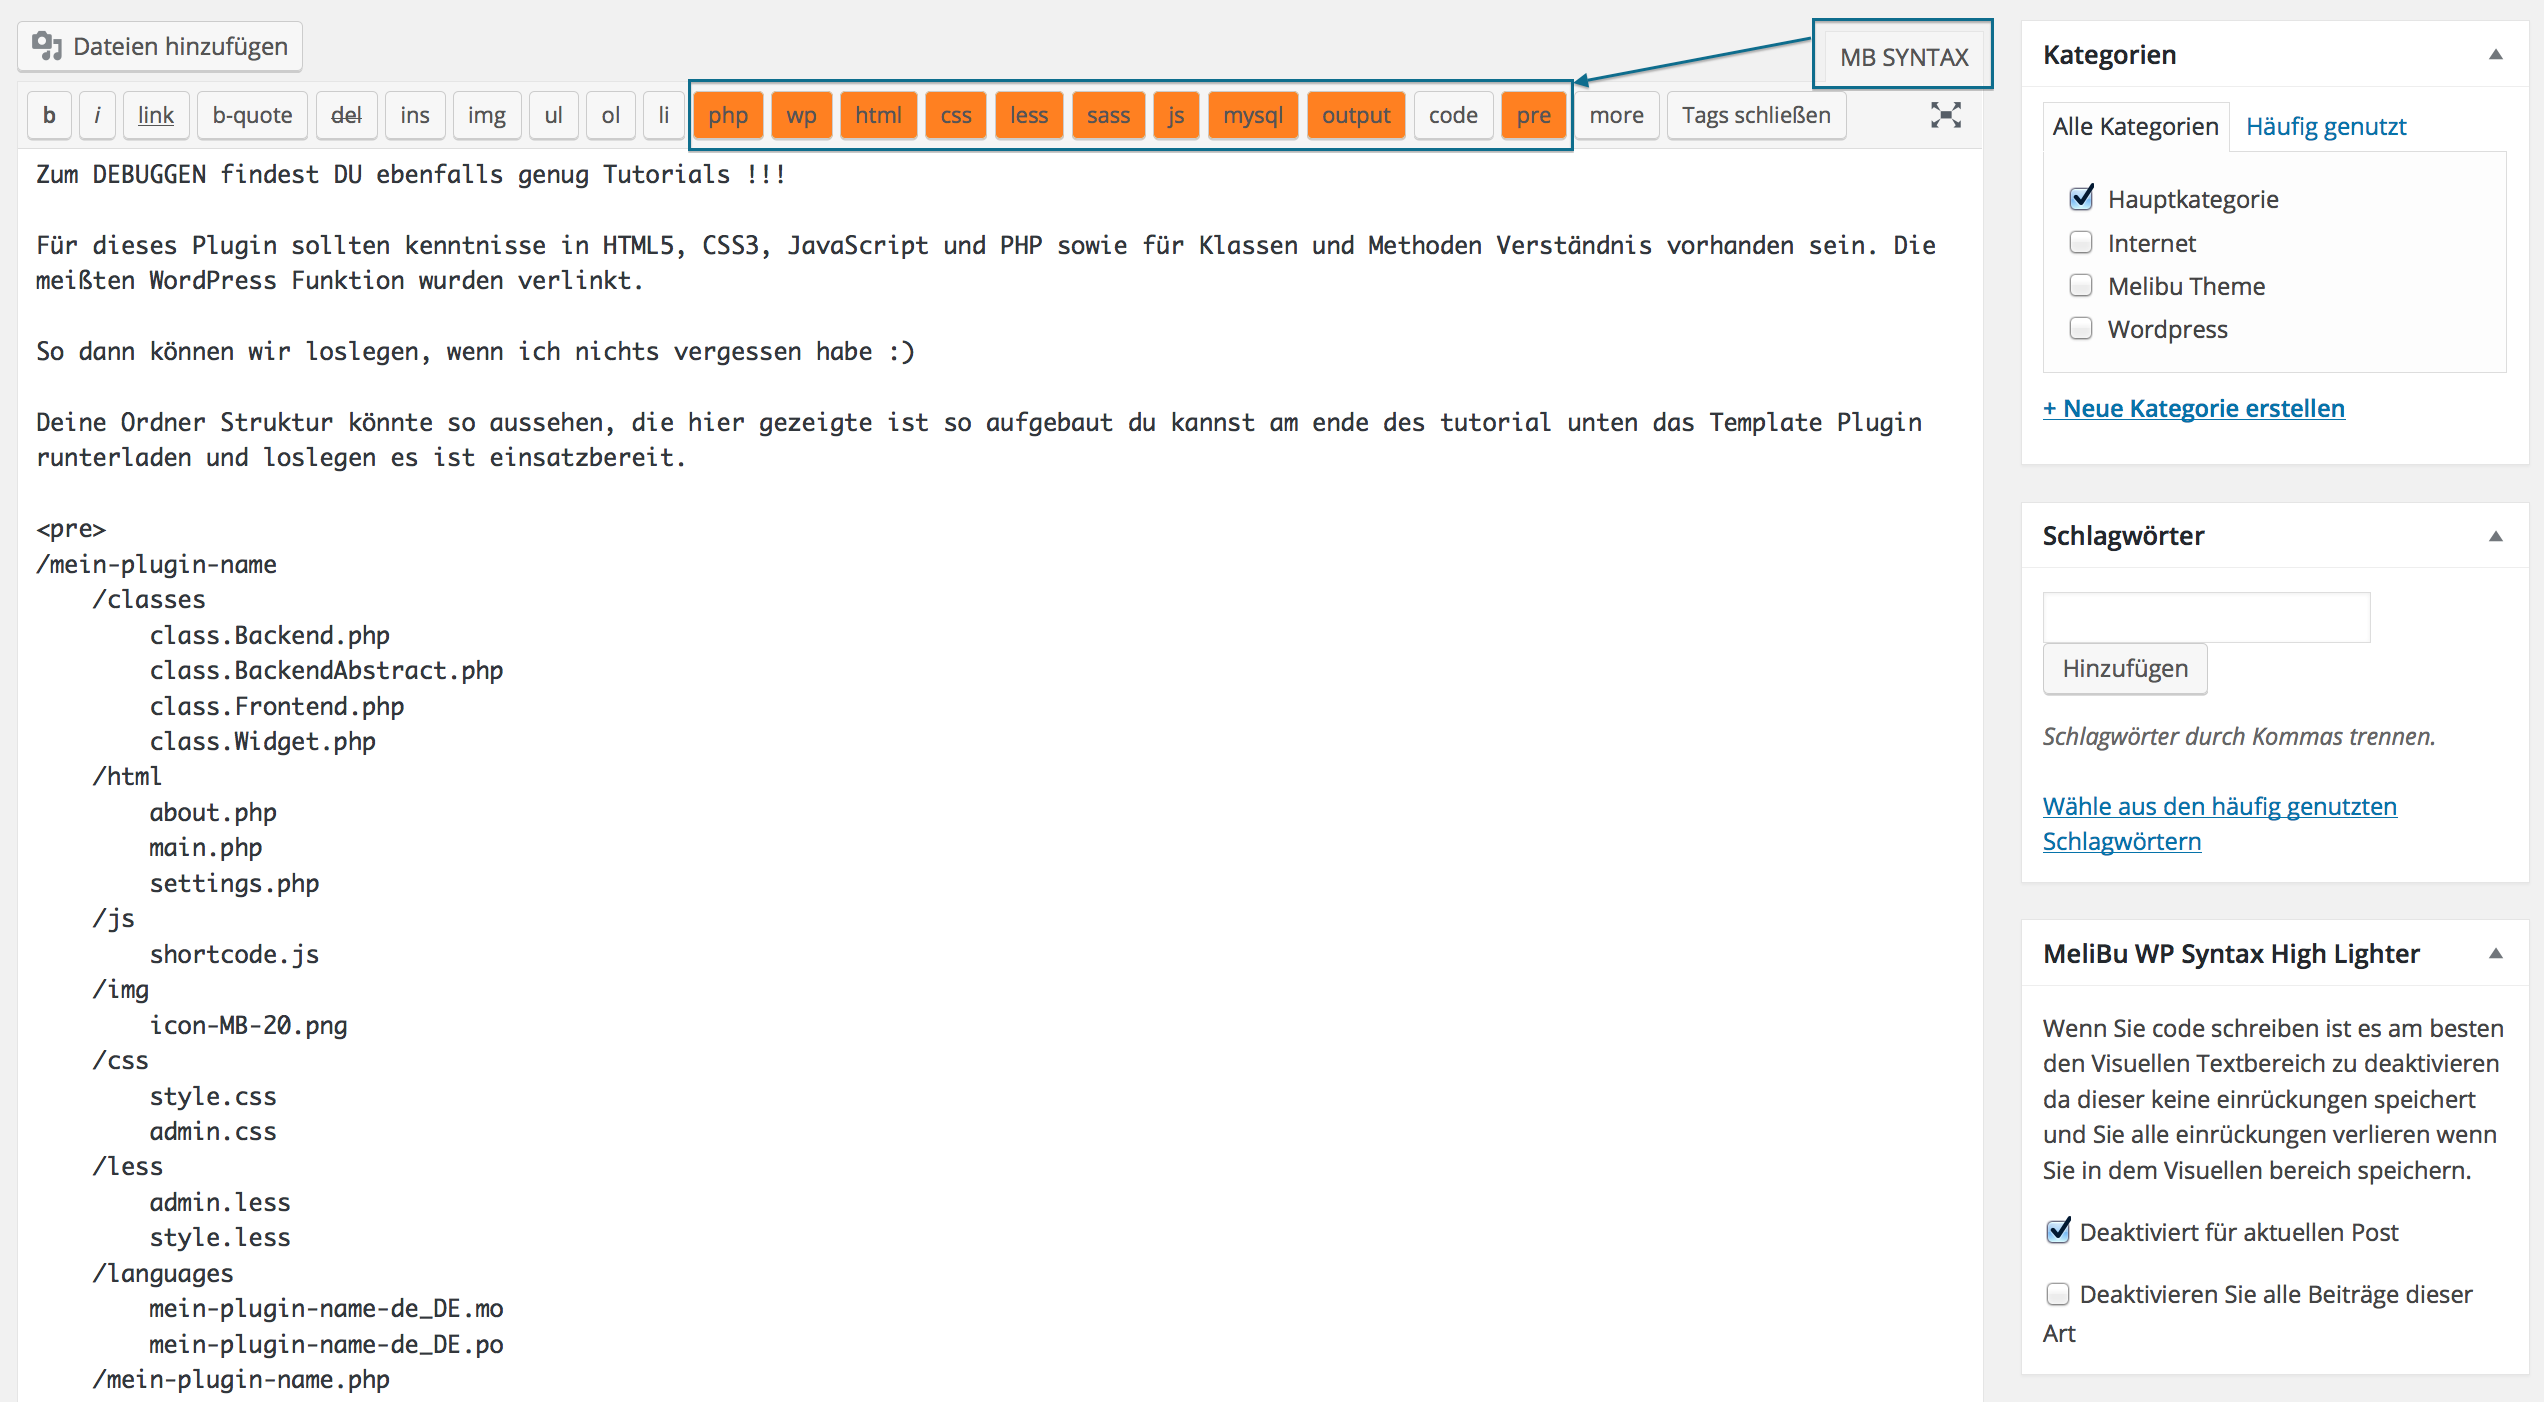 Dateien hinzufügen
MB SYNTAX
b i link b-quote del ins img ul ol li php wp html css less sass js mysql output code pre more Tags schließen
Zum DEBUGGEN findest DU ebenfalls genug Tutorials !!!
Für dieses Plugin sollten kenntnisse in HTML5, CSS3, JavaScript und PHP sowie für Klassen und Methoden Verständnis vorhanden sein. Die
meißten WordPress Funktion wurden verlinkt.
So dann können wir loslegen, wenn ich nichts vergessen habe :)
Deine Ordner Struktur könnte so aussehen, die hier gezeigte ist so aufgebaut du kannst am ende des tutorial unten das Template Plugin
runterladen und loslegen es ist einsatzbereit.
<pre>
/mein-plugin-name
    /classes
        class.Backend.php
        class.BackendAbstract.php
        class.Frontend.php
        class.Widget.php
    /html
        about.php
        main.php
        settings.php
    /js
        shortcode.js
    /img
        icon-MB-20.png
    /css
        style.css
        admin.css
    /less
        admin.less
        style.less
    /languages
        mein-plugin-name-de_DE.mo
        mein-plugin-name-de_DE.po
    /mein-plugin-name.php
Kategorien
Alle Kategorien Häufig genutzt
Hauptkategorie
Internet
Melibu Theme
Wordpress
+ Neue Kategorie erstellen
Schlagwörter
Hinzufügen
Schlagwörter durch Kommas trennen.
Wähle aus den häufig genutzten
Schlagwörtern
MeliBu WP Syntax High Lighter
Wenn Sie code schreiben ist es am besten
den Visuellen Textbereich zu deaktivieren
da dieser keine einrückungen speichert
und Sie alle einrückungen verlieren wenn
Sie in dem Visuellen bereich speichern.
Deaktiviert für aktuellen Post
Deaktivieren Sie alle Beiträge dieser
Art